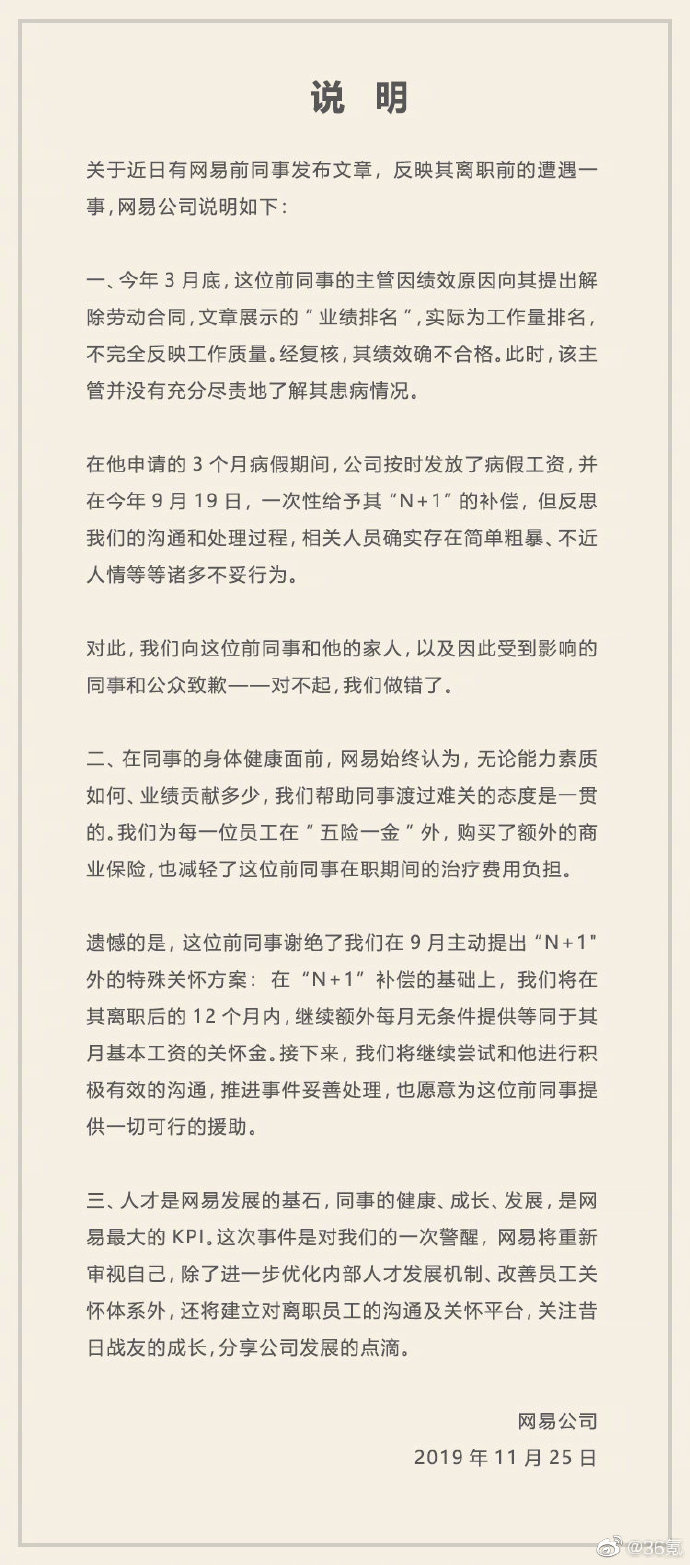 说 明
关于近日有网易前同事发布文章，反映其离职前的遭遇一
事，网易公司说明如下：
一、今年 3 月底，这位前同事的主管因绩效原因向其提出解
除劳动合同，文章展示的“业绩排名”，实际为工作量排名，
不完全反映工作质量。经复核，其绩效确不合格。此时，该主
管并没有充分尽责地了解其患病情况。
在他申请的 3 个月病假期间，公司按时发放了病假工资，并
在今年 9 月 19 日，一次性给予其“N+1”的补偿，但反思
我们的沟通和处理过程，相关人员确实存在简单粗暴、不近
人情等等诸多不妥行为。
对此，我们向这位前同事和他的家人，以及因此受到影响的
同事和公众致歉——对不起，我们做错了。
二、在同事的身体健康面前，网易始终认为，无论能力素质
如何、业绩贡献多少，我们帮助同事渡过难关的态度是一贯
的。我们为每一位员工在“五险一金”外，购买了额外的商
业保险，也减轻了这位前同事在职期间的治疗费用负担。
遗憾的是，这位前同事谢绝了我们在 9 月主动提出“N+1"
外的特殊关怀方案：在“N+1”补偿的基础上，我们将在
其离职后的 12 个月内，继续额外每月无条件提供等同于其
月基本工资的关怀金。接下来，我们将继续尝试和他进行积
极有效的沟通，推进事件妥善处理，也愿意为这位前同事提
供一切可行的援助。
三、人才是网易发展的基石，同事的健康、成长、发展，是网
易最大的 KPI。这次事件是对我们的一次警醒，网易将重新
审视自己，除了进一步优化内部人才发展机制、改善员工关
怀体系外，还将建立对离职员工的沟通及关怀平台，关注昔
日战友的成长，分享公司发展的点滴。
网易公司
2019 年 11 月 25 日
@36氪